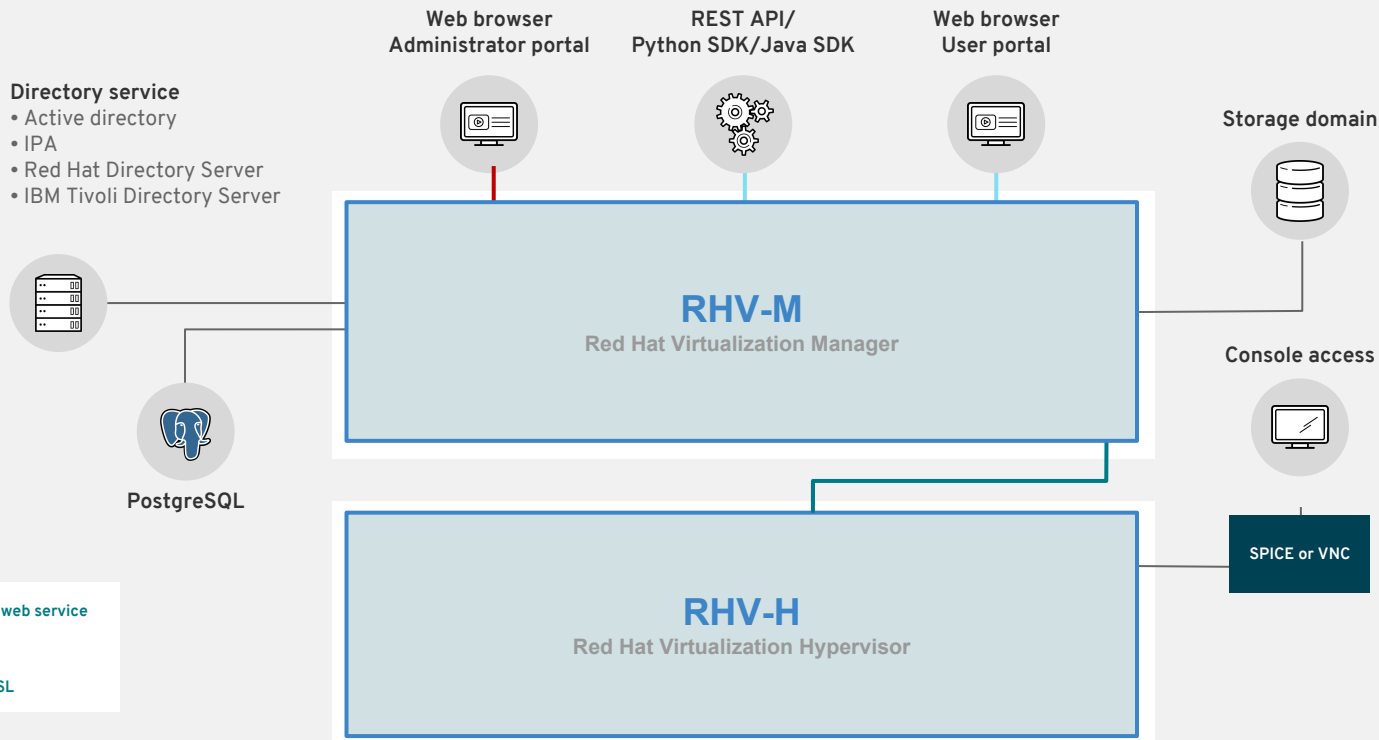 Web browser
Administrator portal
REST API/
Python SDK/Java SDK
Web browser
User portal
Directory service
• Active directory
• IPA
• Red Hat Directory Server
• IBM Tivoli Directory Server
Storage domain
RHV-M
Red Hat Virtualization Manager
Console access
PostgreSQL
SPICE or VNC
web service
RHV-H
Red Hat Virtualization Hypervisor
SL